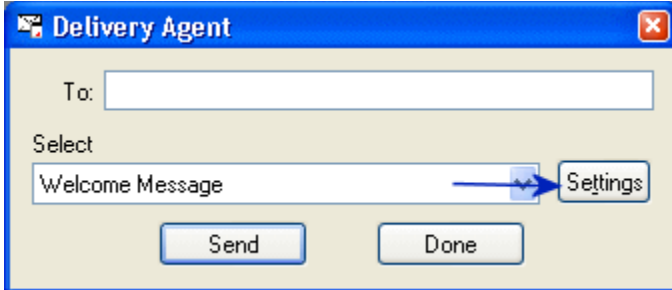 Delivery Agent
To:
Select
Welcome Message
Settings
Send Done